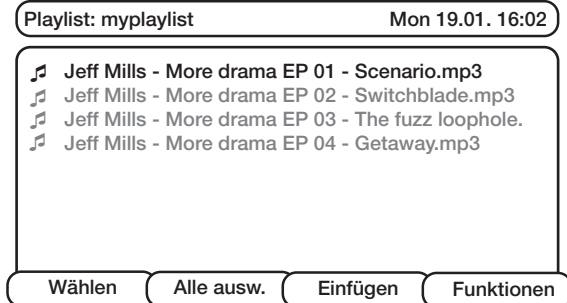 Playlist: myplaylist Mon 19.01. 16:02
Jeff Mills - More drama EP 01 - Scenario.mp3
Jeff Mills - More drama EP 02 - Switchblade.mp3
Jeff Mills - More drama EP 03 - The fuzz loophole.
Jeff Mills - More drama EP 04 - Getaway.mp3
Wählen Alle ausw. Einfügen Funktionen